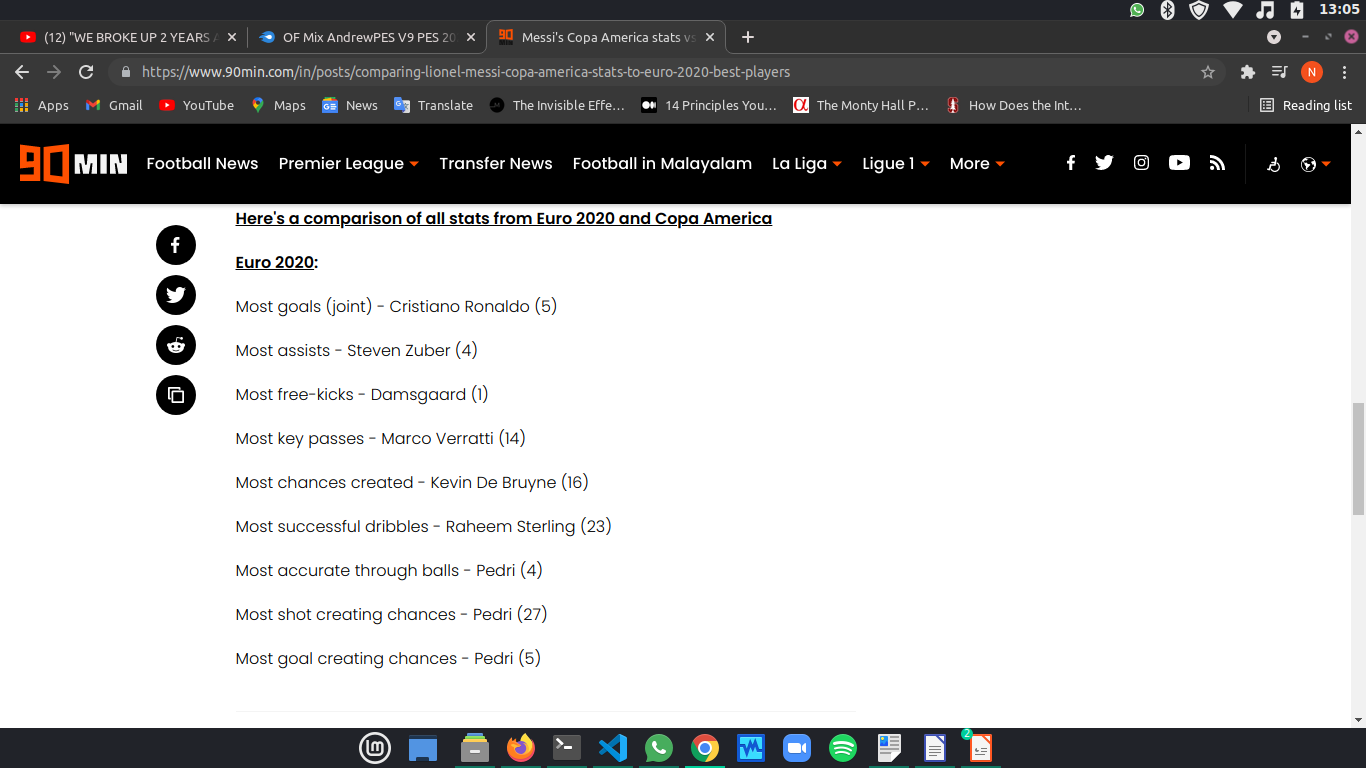 13:05
(12) "WE BROKE UP 2 YEARS A
OF Mix AndrewPES V9 PES 20
Messi's Copa America stats vs
https://www.90min.com/in/posts/comparing-lionel-messi-copa-america-stats-to-euro-2020-best-players
N
Apps Gmail YouTube Maps News Translate The Invisible Effe... 14 Principles You... The Monty Hall P... How Does the Int... Reading list
90MIN Football News Premier League Transfer News Football in Malayalam La Liga Ligue 1 More
Here's a comparison of all stats from Euro 2020 and Copa America
Euro 2020:
Most goals (joint) - Cristiano Ronaldo (5)
Most assists - Steven Zuber (4)
Most free-kicks - Damsgaard (1)
Most key passes - Marco Verratti (14)
Most chances created - Kevin De Bruyne (16)
Most successful dribbles - Raheem Sterling (23)
Most accurate through balls - Pedri (4)
Most shot creating chances - Pedri (27)
Most goal creating chances - Pedri (5)
2